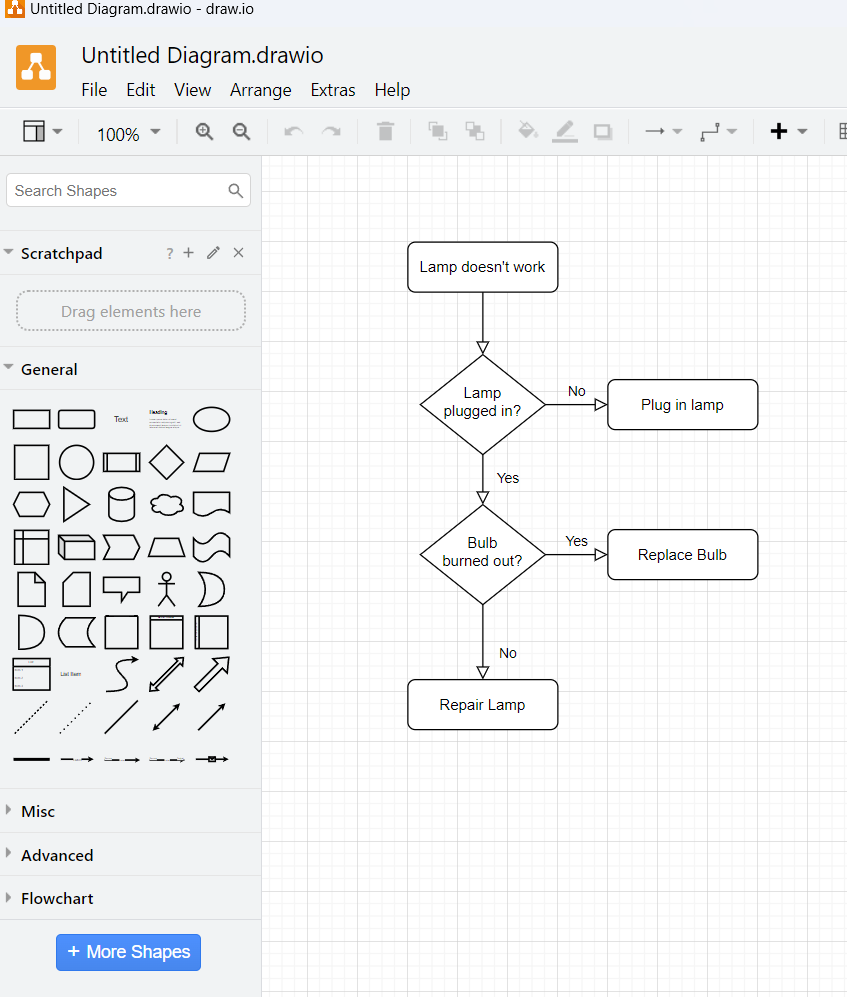 Untitled Diagram.drawio - draw.io
Untitled Diagram.drawio
File Edit View Arrange Extras Help
100%
Search Shapes
Scratchpad ?
Drag elements here
General
Text
Heading
List Item
Misc
Advanced
Flowchart
+ More Shapes
Lamp doesn't work
Lamp
plugged in?
No
Plug in lamp
Yes
Bulb
burned out?
Yes
Replace Bulb
No
Repair Lamp